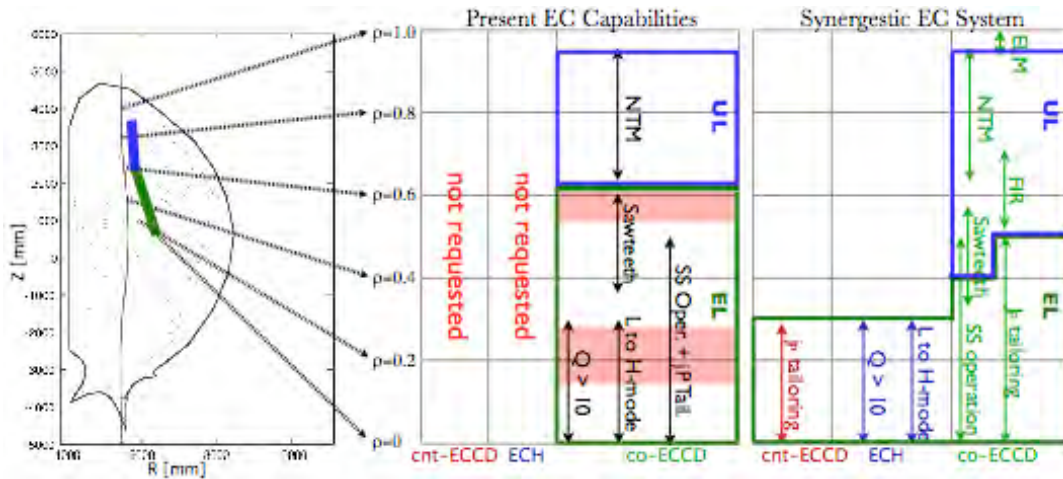 Present EC Capabilities
Synergestic EC System
Z [mm]
R [mm]
ρ=1.0
ρ=0.8
ρ=0.6
ρ=0.4
ρ=0.2
ρ=0
not requested
not requested
NTM
UL
Sawteeth
SS Oper. + jP Tail.
EL
Q > 10
L to H-mode
cnt-ECCD
ECH
co-ECCD
ELM
NTM
UL
FIR
Sawteeth
EL
tailoring
Q > 10
L to H-mode
SS operation
tailoring
cnt-ECCD
ECH
co-ECCD